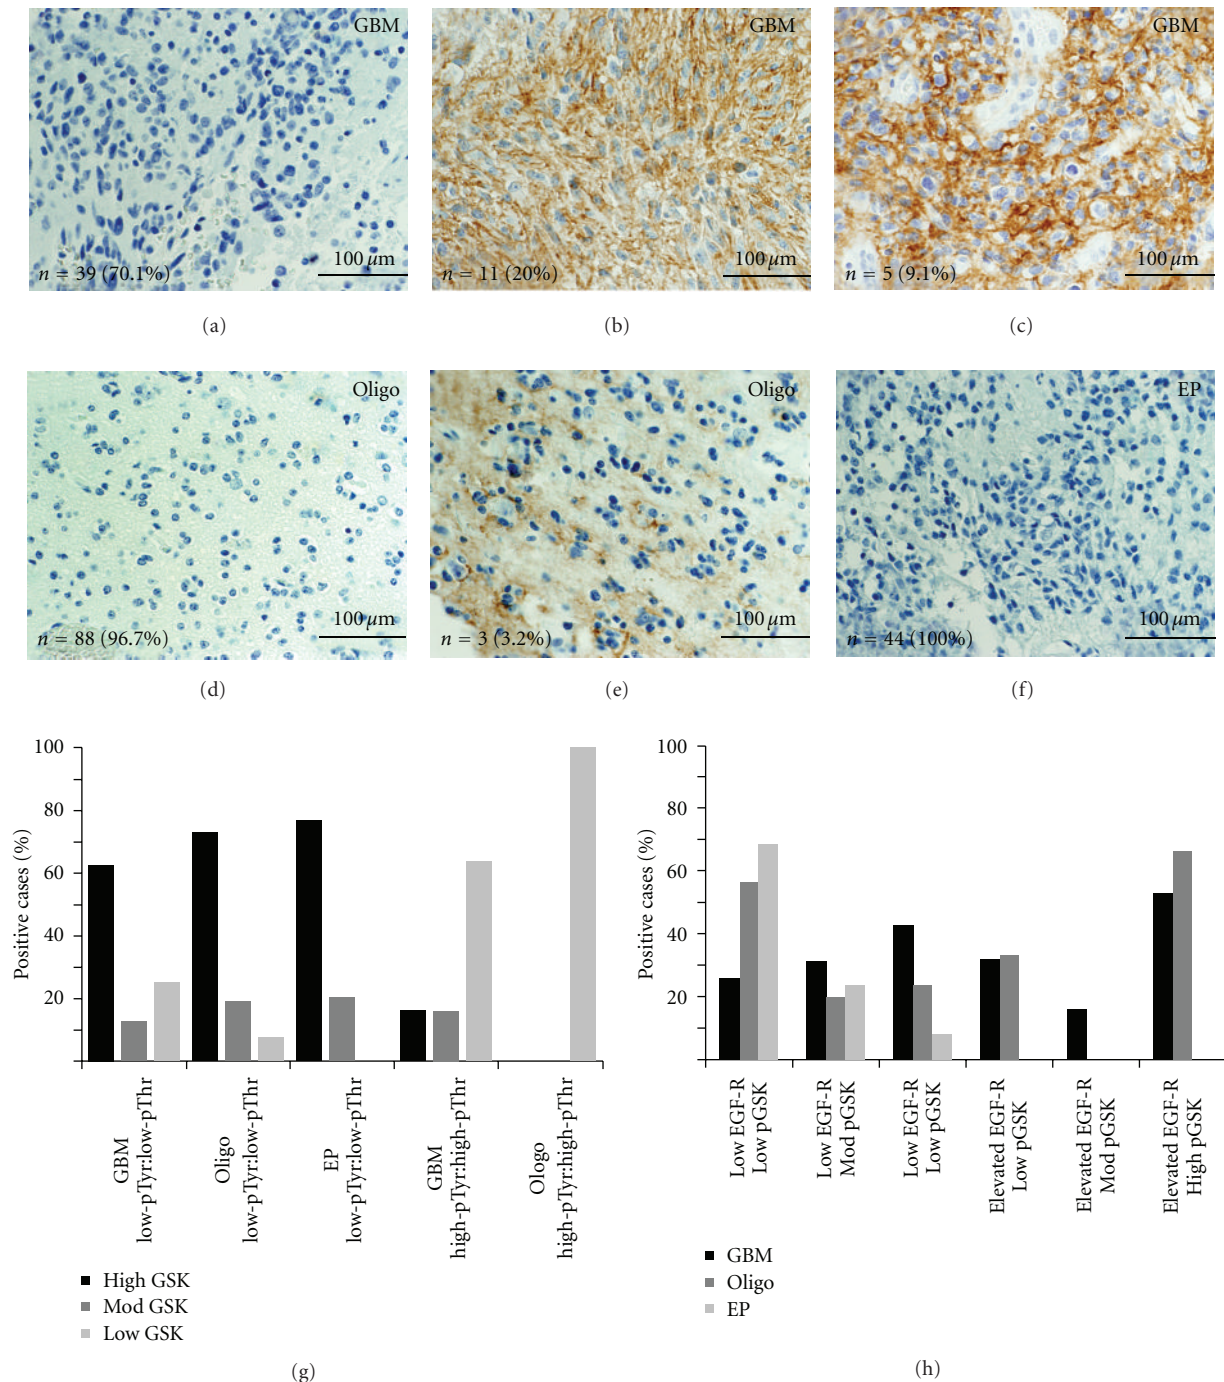 GBM
n = 39 (70.1%)
100 μm
(a)
GBM
n = 11 (20%)
100 μm
(b)
GBM
n = 5 (9.1%)
100 μm
(c)
Oligo
n = 88 (96.7%)
100 μm
(d)
Oligo
n = 3 (3.2%)
100 μm
(e)
EP
n = 44 (100%)
100 μm
(f)
Positive cases (%)
100
80
60
40
20
GBM
low-pTyr:low-pThr
Oligo
low-pTyr:low-pThr
EP
low-pTyr:low-pThr
GBM
high-pTyr:high-pThr
Ologo
high-pTyr:high-pThr
High GSK
Mod GSK
Low GSK
(g)
Positive cases (%)
100
80
60
40
20
Low EGF-R
Low pGSK
Low EGF-R
Mod pGSK
Low EGF-R
Low pGSK
Elevated EGF-R
Low pGSK
Elevated EGF-R
Mod pGSK
Elevated EGF-R
High pGSK
GBM
Oligo
EP
(h)